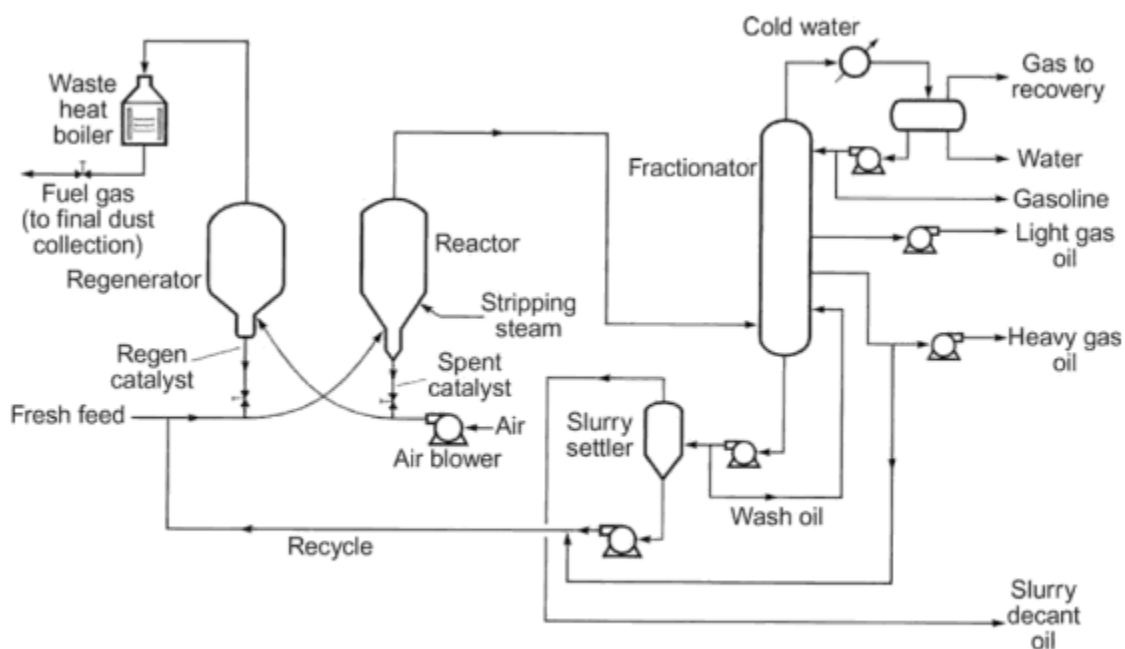 Cold water
Waste
heat
boiler
Gas to
recovery
Fractionator
Water
Fuel gas
(to final dust
collection)
Gasoline
Reactor
Light gas
oil
Regenerator
Stripping
steam
Regen
catalyst
Spent
catalyst
Heavy gas
oil
Fresh feed
Air
Air blower
Slurry
settler
Wash oil
Recycle
Slurry
decant
oil